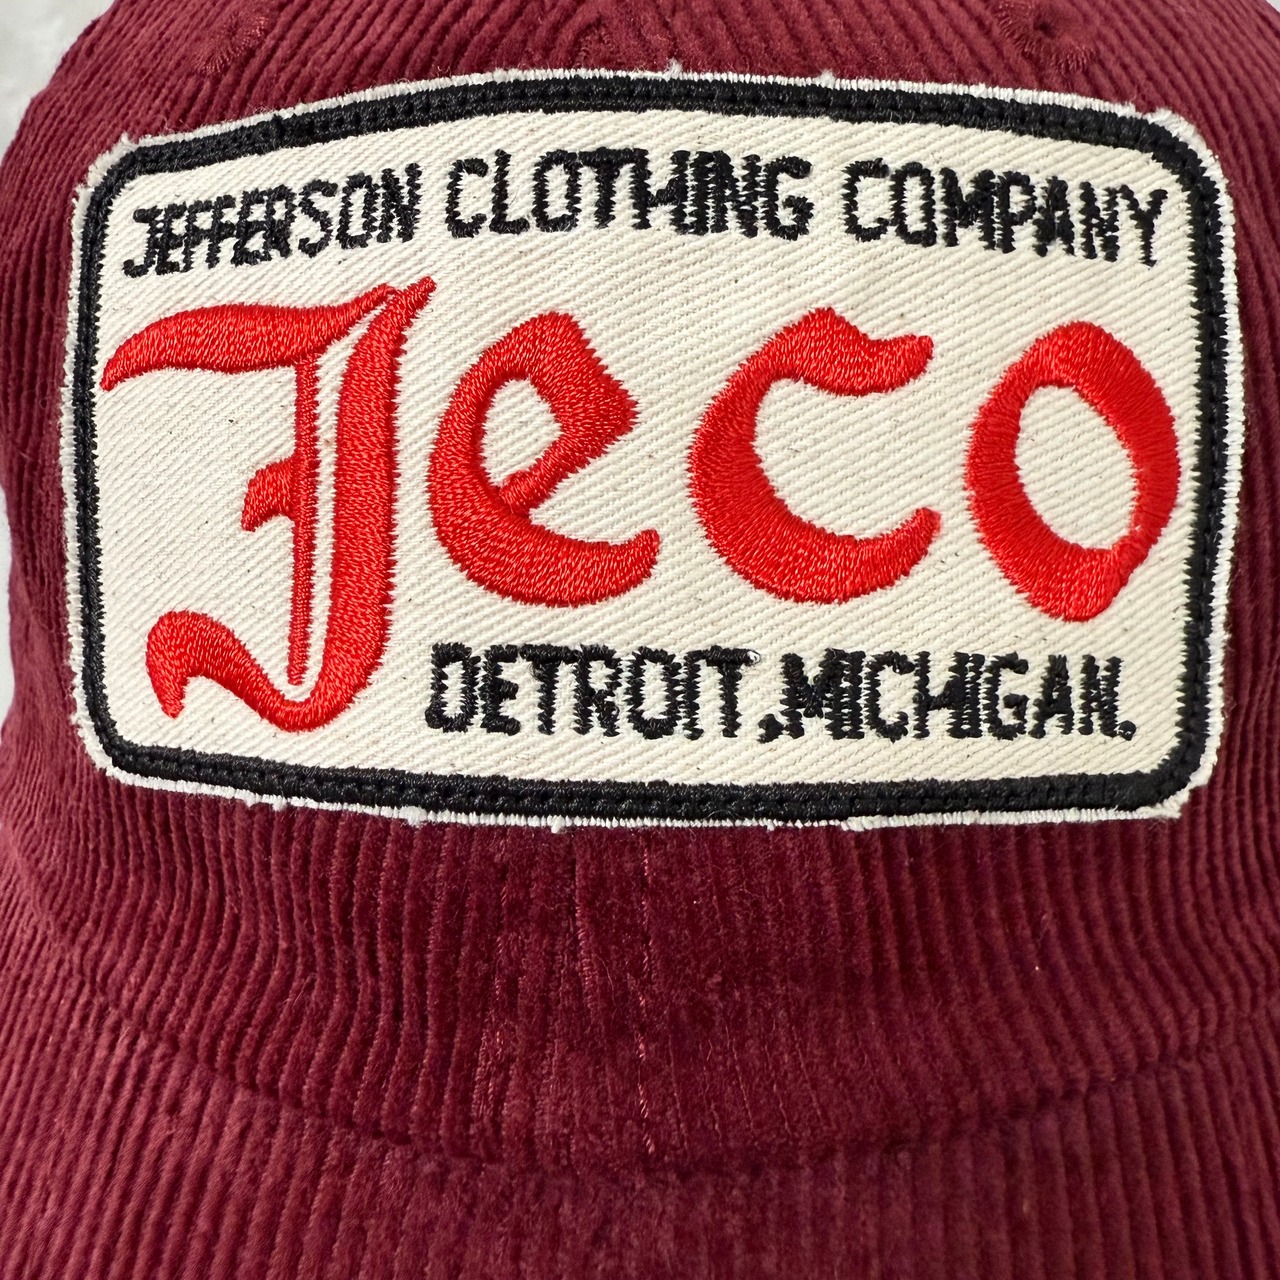 JEFFERSON CLOTHING COMPANY
Jeco
DETROIT,MICHIGAN.